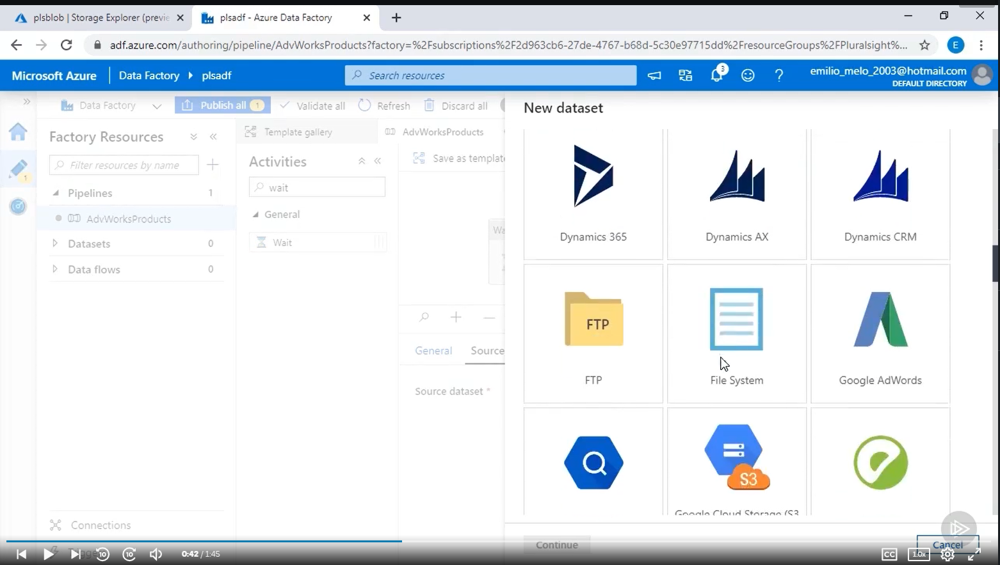 plsblob | Storage Explorer (previe
plsadf - Azure Data Factory
adf.azure.com/authoring/pipeline/AdvWorksProducts?factory=%2Fsubscriptions%2F2d963cb6-27de-4767-b68d-5c30e97715dd%2FresourceGroups%2FPluralsight%...
E
Microsoft Azure
Data Factory
plsadf
Search resources
3
emilio_melo_2003@hotmail.com
DEFAULT DIRECTORY
Data Factory
Publish all 1
Validate all
Refresh
Discard all
New dataset
Factory Resources
Template gallery
AdvWorksProducts
Filter resources by name
Activities
Save as template
1
wait
Pipelines 1
General
AdvWorksProducts
Wait
Wa
Datasets 0
Data flows 0
Dynamics 365
Dynamics AX
Dynamics CRM
FTP
General
Source
FTP
File System
Google AdWords
Source dataset *
S3
Google Cloud Storage (S3
Connections
Continue
Cancel
10
10
0:42 / 1:45
CC
1.0x